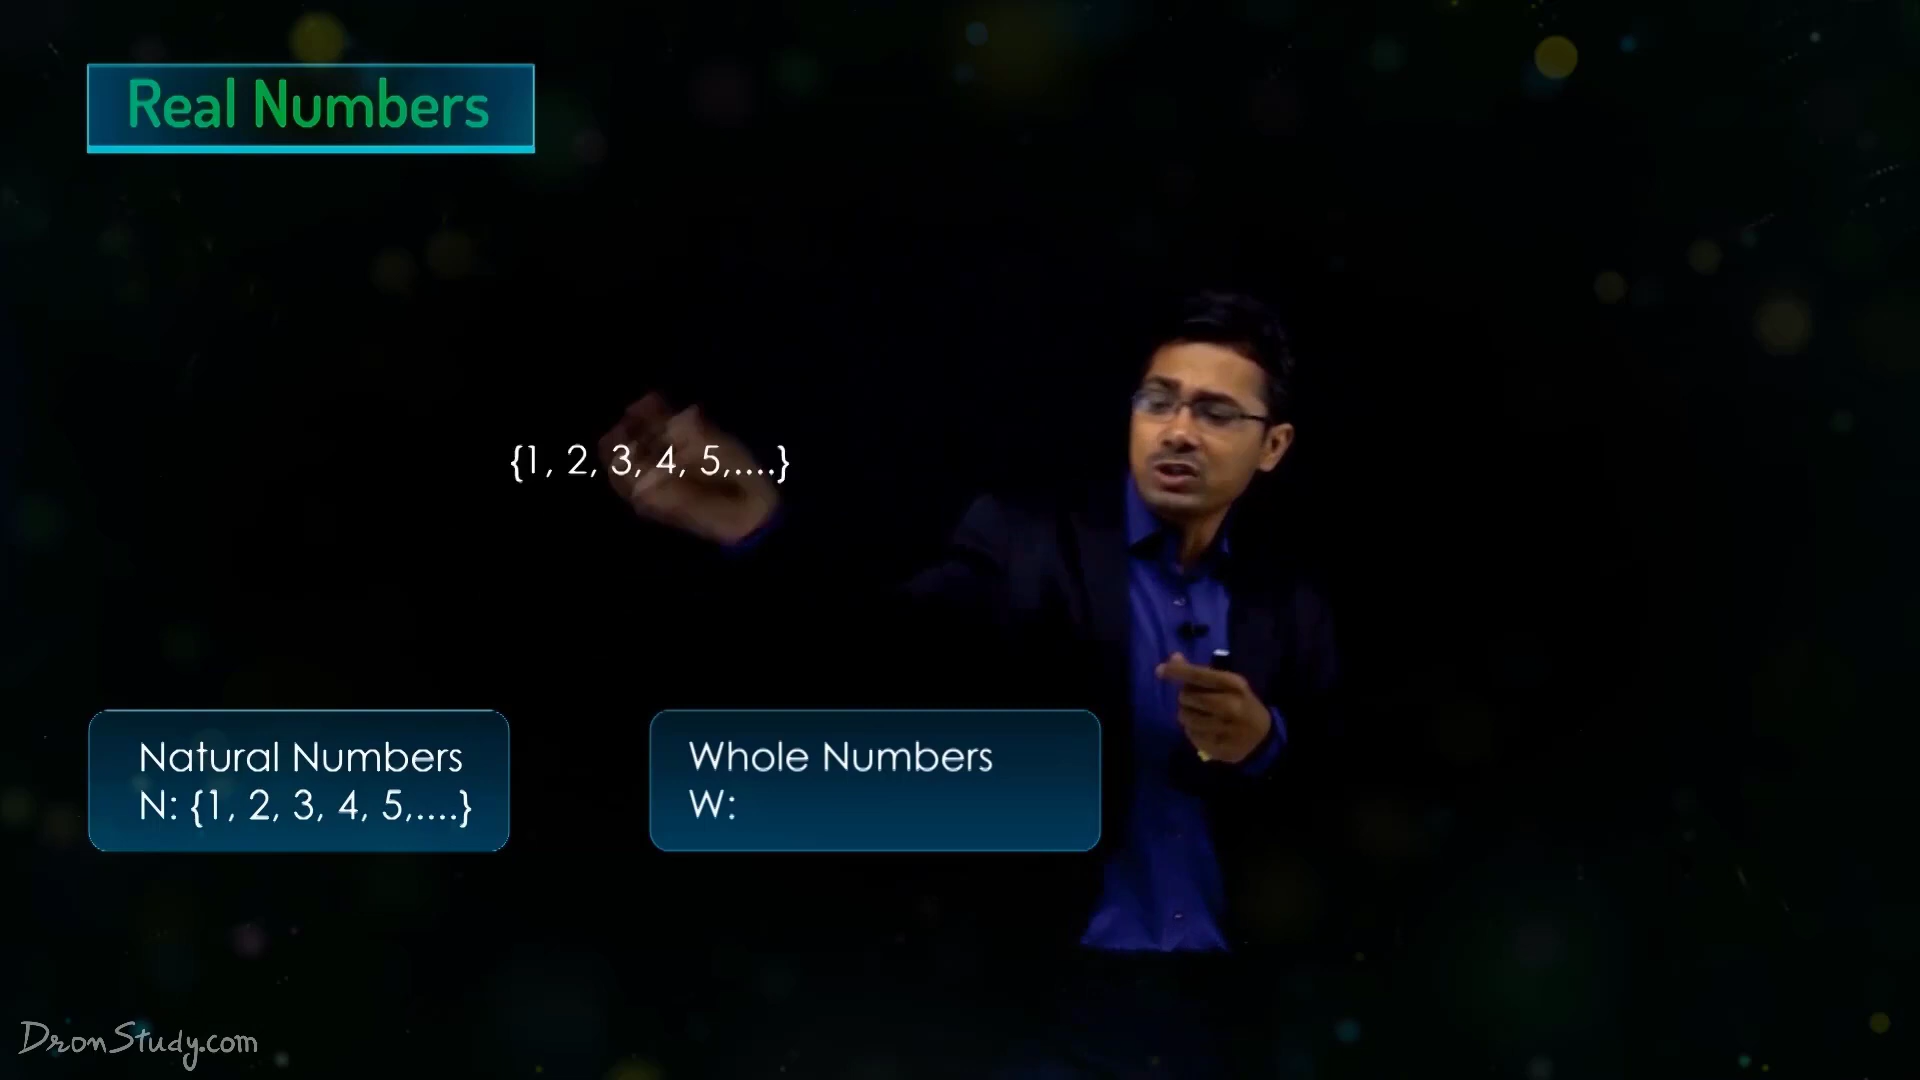 Real Numbers
{1, 2, 3, 4, 5,....}
Natural Numbers
N: {1, 2, 3, 4, 5,....}
Whole Numbers
W:
DronStudy.com